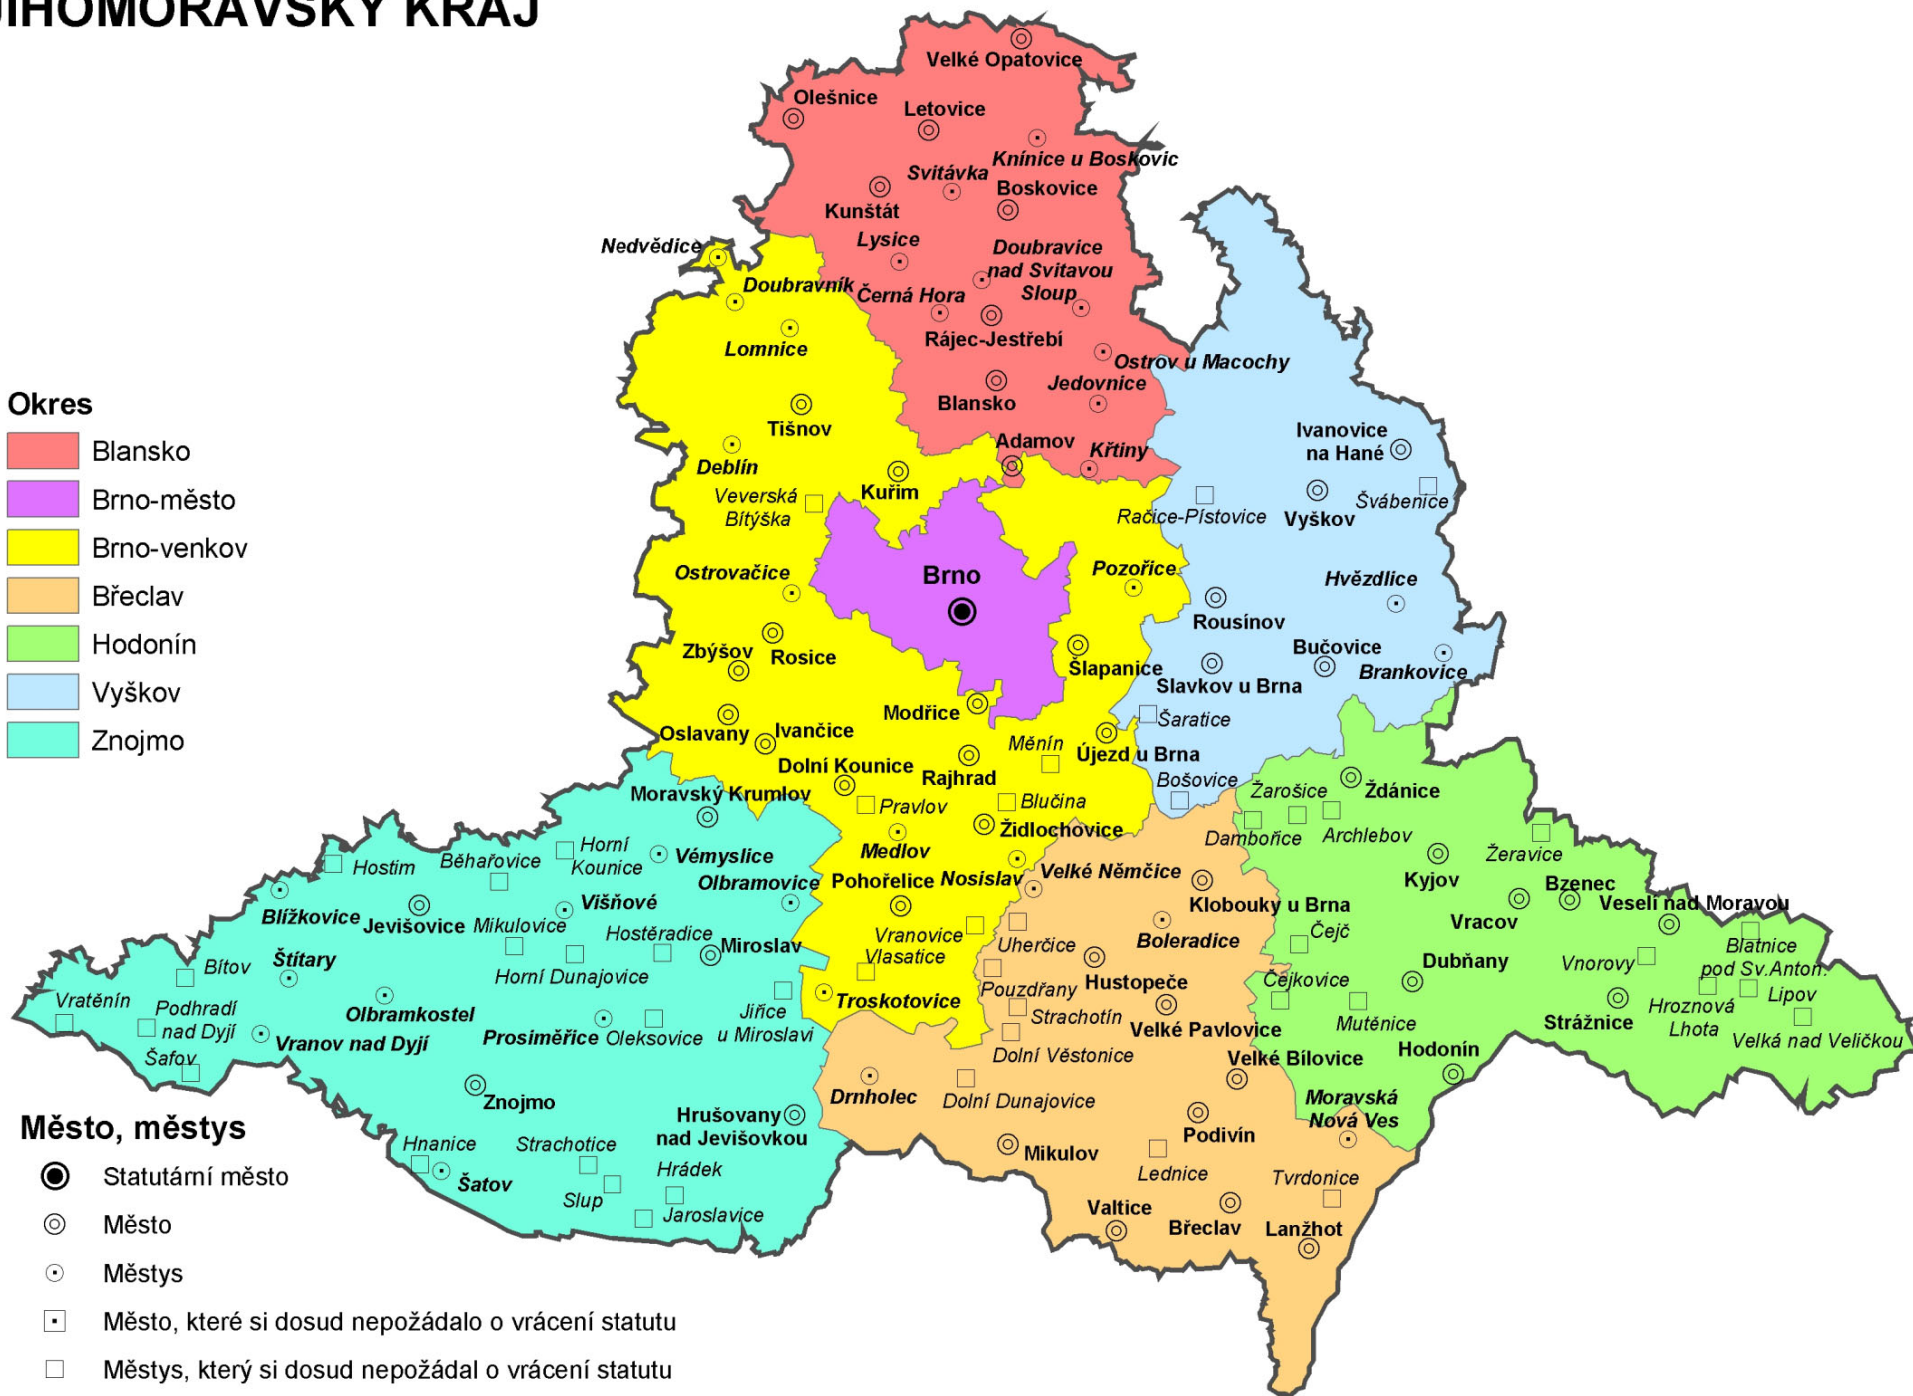 JIHOMORAVSKÝ KRAJ
Velké Opatovice
Olešnice
Letovice
Knínice u Boskovic
Svitávka
Boskovice
Kunštát
Lysice
Doubravice
nad Svitavou
Nedvědice
Doubravník
Černá Hora
Sloup
Rájec-Jestřebí
Lomnice
Ostrov u Macochy
Jedovnice
Blansko
Tišnov
Adamov
Křtiny
Ivanovice
na Hané
Deblín
Kuřim
Veverská
Bítýška
Račice-Pístovice
Vyškov
Švábenice
Ostrovačice
Brno
Pozořice
Hvězdlice
Rousínov
Zbýšov
Rosice
Šlapanice
Bučovice
Slavkov u Brna
Brankovice
Modřice
Šaratice
Oslavany
Ivančice
Měnín
Újezd u Brna
Dolní Kounice
Rajhrad
Bošovice
Žarošice
Ždánice
Moravský Krumlov
Pravlov
Blučina
Židlochovice
Dambořice
Archlebov
Žeravice
Medlov
Hostim
Běhařovice
Horní
Kounice
Vémyslice
Olbramovice
Pohořelice
Nosislav
Velké Němčice
Kyjov
Bzenec
Veselí nad Moravou
Blížkovice
Jevišovice
Višňové
Klobouky u Brna
Vracov
Mikulovice
Hostěradice
Miroslav
Vranovice
Uherčice
Boleradice
Čejč
Blatnice
pod Sv.Anton.
Bítov
Štítary
Horní Dunajovice
Vlasatice
Hustopeče
Dubňany
Vnorovy
Vratěnín
Podhradí
nad Dyjí
Olbramkostel
Jiřice
u Miroslavi
Troskotovice
Pouzdřany
Čejkovice
Hroznová
Lhota
Lipov
Prosiměřice
Oleksovice
Strachotín
Velké Pavlovice
Mutěnice
Strážnice
Velká nad Veličkou
Vranov nad Dyjí
Šafov
Dolní Věstonice
Velké Bílovice
Hodonín
Znojmo
Hrušovany
nad Jevišovkou
Drnholec
Dolní Dunajovice
Moravská
Nová Ves
Podivín
Hnanice
Strachotice
Mikulov
Lednice
Tvrdonice
Šatov
Slup
Hrádek
Jaroslavice
Valtice
Břeclav
Lanžhot
Okres
Blansko
Brno-město
Brno-venkov
Břeclav
Hodonín
Vyškov
Znojmo
Město, městys
Statutární město
Město
Městys
Město, které si dosud nepožádalo o vrácení statutu
Městys, který si dosud nepožádal o vrácení statutu